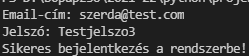 Email-cím: szerda@test.com
Jelszó: Testjelszo3
Sikeres bejelentkezés a rendszerbe!